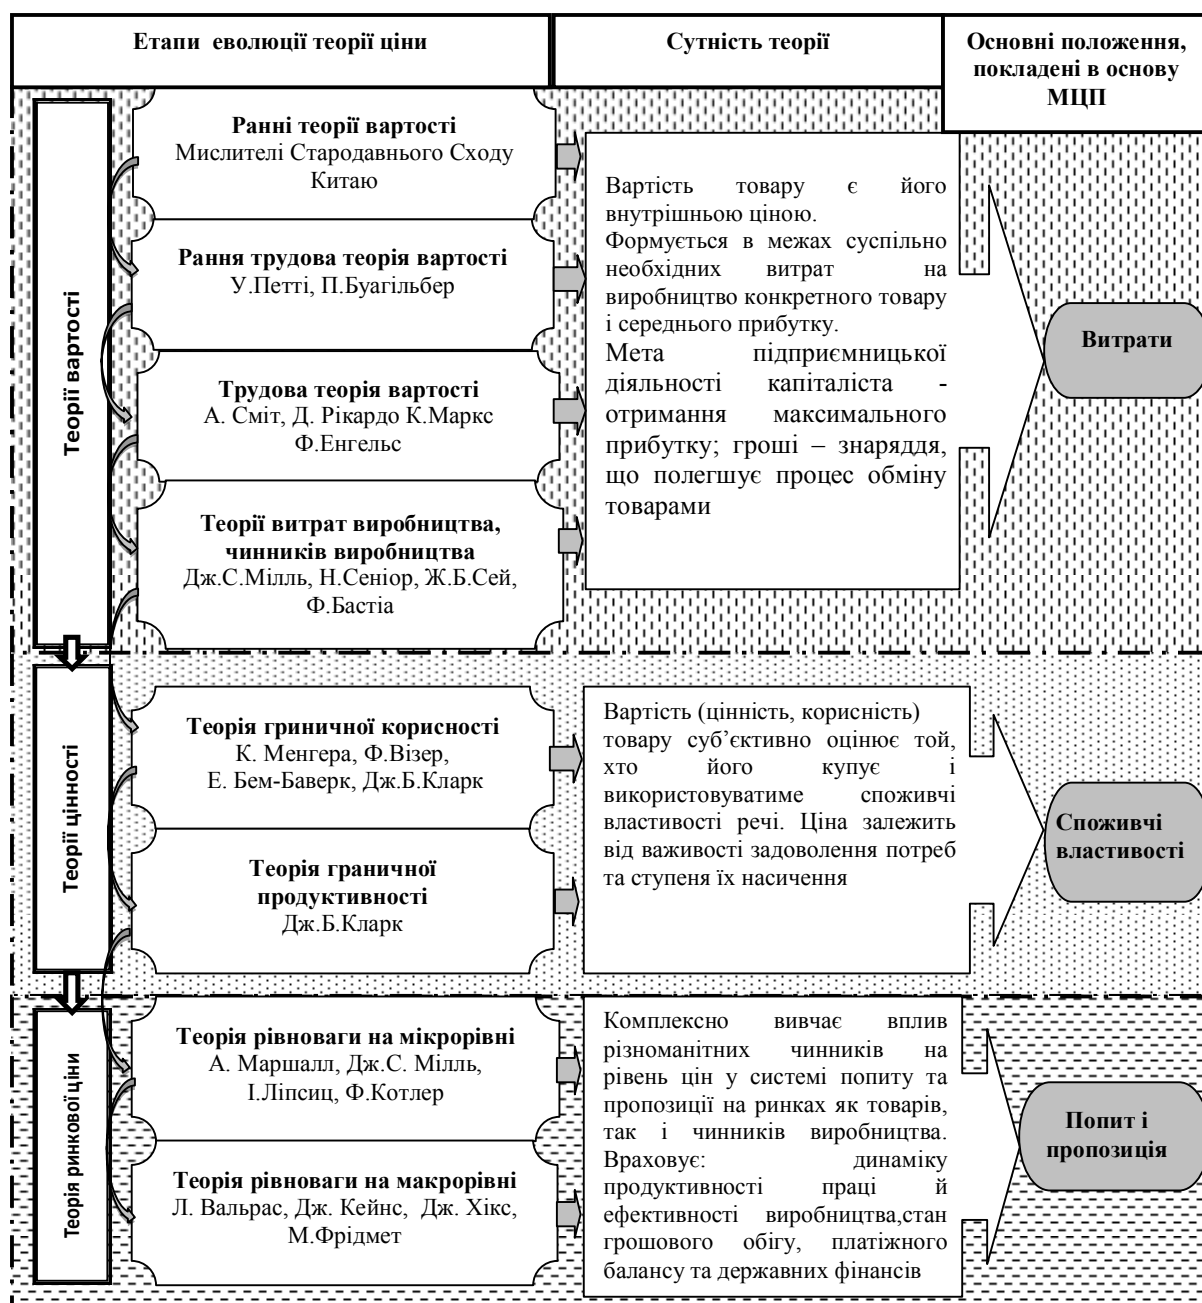 Етапи еволюції теорії ціни
Сутність теорії
Основні положення,
покладені в основу
МЦП
Теорії вартості
Ранні теорії вартості
Мислителі Стародавнього Сходу
Китаю
Рання трудова теорія вартості
У.Петті, П.Буагільбер
Трудова теорія вартості
А. Сміт, Д. Рікардо К.Маркс
Ф.Енгельс
Теорії витрат виробництва,
чинників виробництва
Дж.С.Мілль, Н.Сеніор, Ж.Б.Сей,
Ф.Бастіа
Вартість товару є його
внутрішньою ціною.
Формується в межах суспільно
необхідних витрат на
виробництво конкретного товару
і середнього прибутку.
Мета підприємницької
діяльності капіталіста -
отримання максимального
прибутку; гроші – знаряддя,
що полегшує процес обміну
товарами
Витрати
Теорії цінності
Теорія гриничної корисності
К. Менгера, Ф.Візер,
Е. Бем-Баверк, Дж.Б.Кларк
Теорія граничної
продуктивності
Дж.Б.Кларк
Вартість (цінність, корисність)
товару суб’єктивно оцінює той,
хто його купує і
використовуватиме споживчі
властивості речі. Ціна залежить
від важивості задоволення потреб
та ступеня їх насичення
Споживчі
властивості
Теорія ринкової ціни
Теорія рівноваги на мікрорівні
А. Маршалл, Дж.С. Мілль,
І.Ліпсиц, Ф.Котлер
Теорія рівноваги на макрорівні
Л. Вальрас, Дж. Кейнс, Дж. Хікс,
М.Фрідмет
Комплексно вивчає вплив
різноманітних чинників на
рівень цін у системі попиту та
пропозиції на ринках як товарів,
так і чинників виробництва.
Враховує: динаміку
продуктивності праці й
ефективності виробництва,стан
грошового обігу, платіжного
балансу та державних фінансів
Попит і
пропозиція